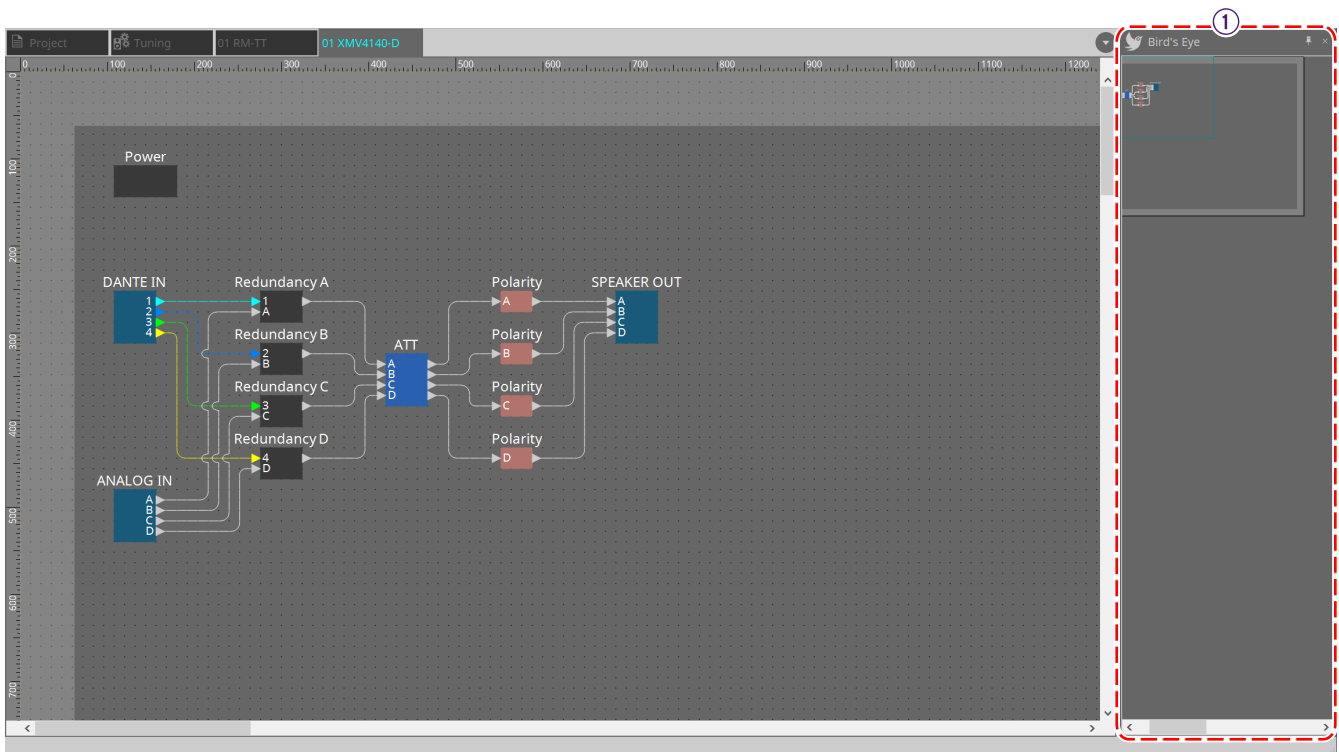 1
Project
Tuning
01 RM-TT
01 XMV4140-D
Bird's Eye
0 100 200 300 400 500 600 700 800 900 1000 1100 1200
0
100
200
300
400
500
600
700
Power
DANTE IN
1
2
3
4
Redundancy A
1
A
Redundancy B
2
B
Redundancy C
3
C
Redundancy D
4
D
ANALOG IN
A
B
C
D
ATT
A
B
C
D
Polarity
A
Polarity
B
Polarity
C
Polarity
D
SPEAKER OUT
A
B
C
D